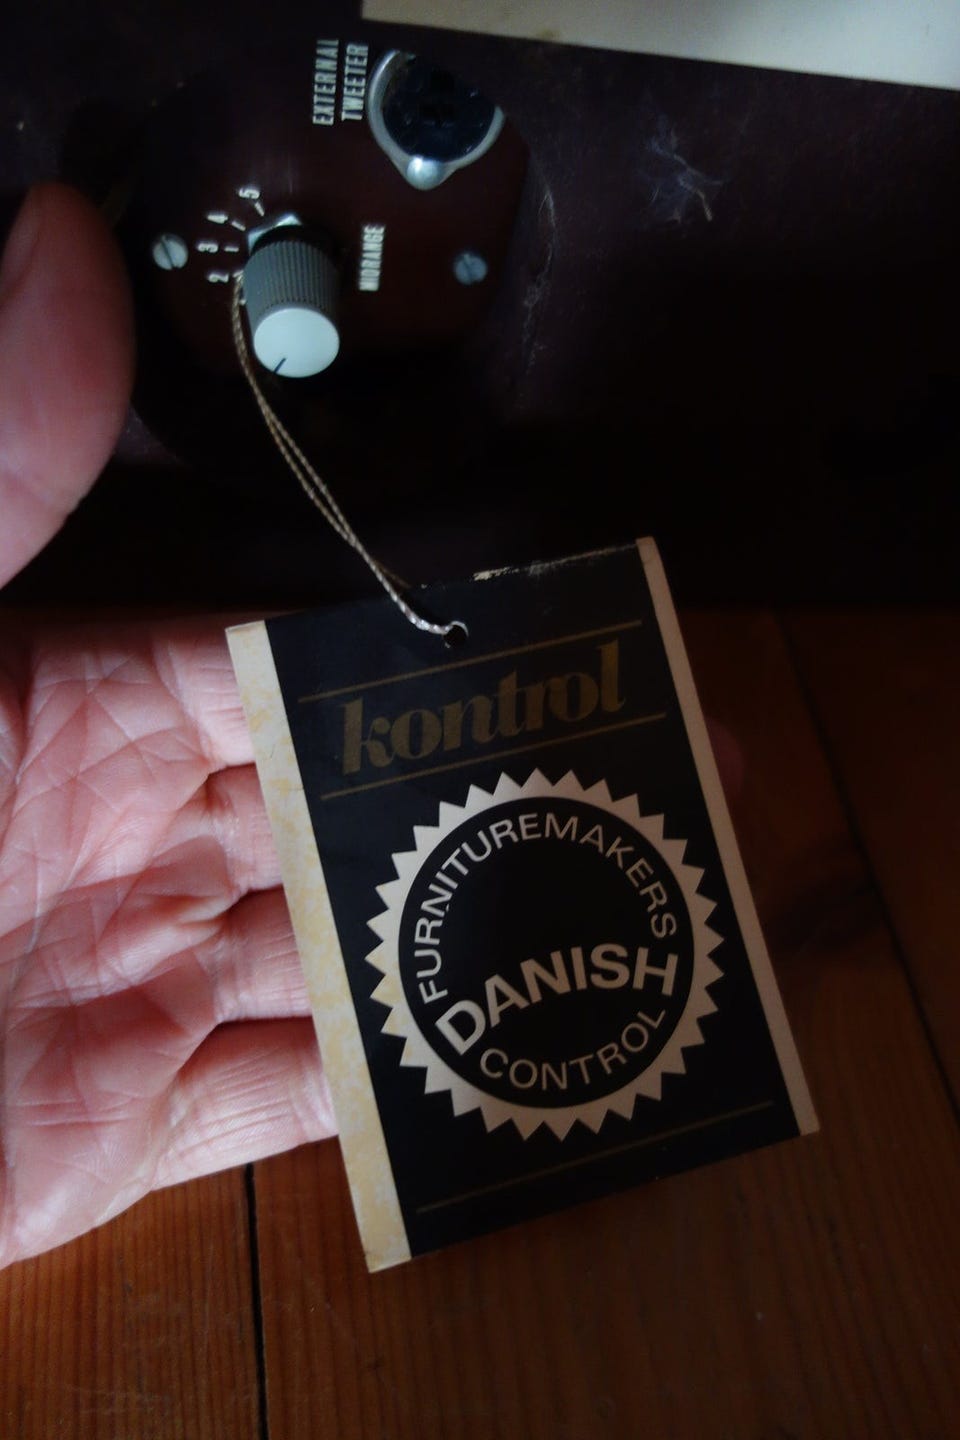 EXTERNAL
TWEETER
5
4
3
2
MIDRANGE
kontrol
FURNITUREMAKERS
DANISH
CONTROL